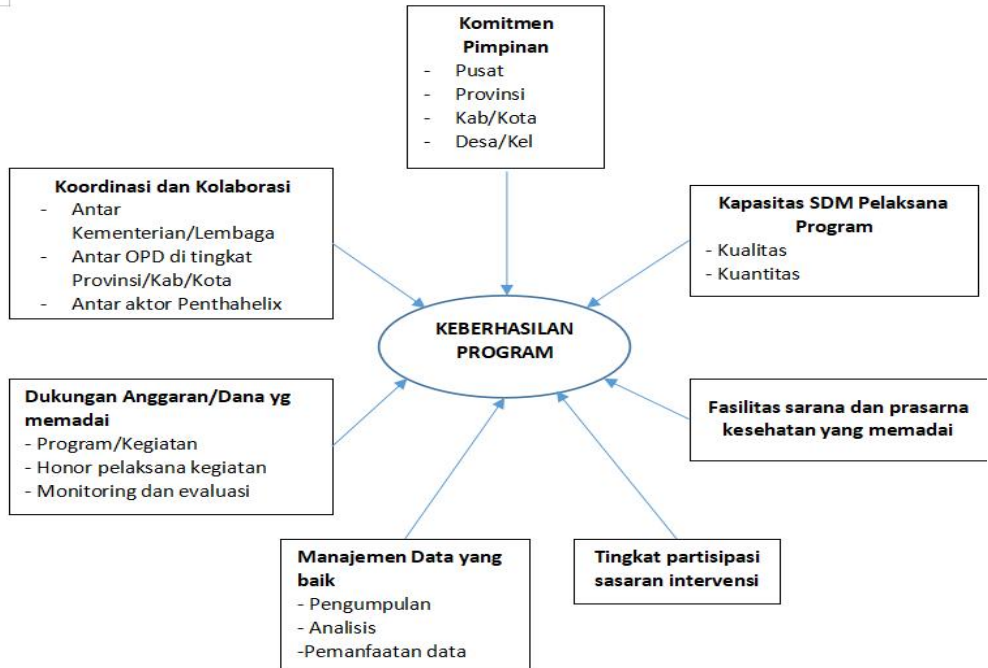 Komitmen
Pimpinan
- Pusat
- Provinsi
- Kab/Kota
- Desa/Kel
Koordinasi dan Kolaborasi
- Antar
Kementerian/Lembaga
- Antar OPD di tingkat
Provinsi/Kab/Kota
- Antar aktor Penthahelix
Kapasitas SDM Pelaksana
Program
- Kualitas
- Kuantitas
KEBERHASILAN
PROGRAM
Dukungan Anggaran/Dana yg
memadai
- Program/Kegiatan
- Honor pelaksana kegiatan
- Monitoring dan evaluasi
Fasilitas sarana dan prasarna
kesehatan yang memadai
Manajemen Data yang
baik
- Pengumpulan
- Analisis
-Pemanfaatan data
Tingkat partisipasi
sasaran intervensi